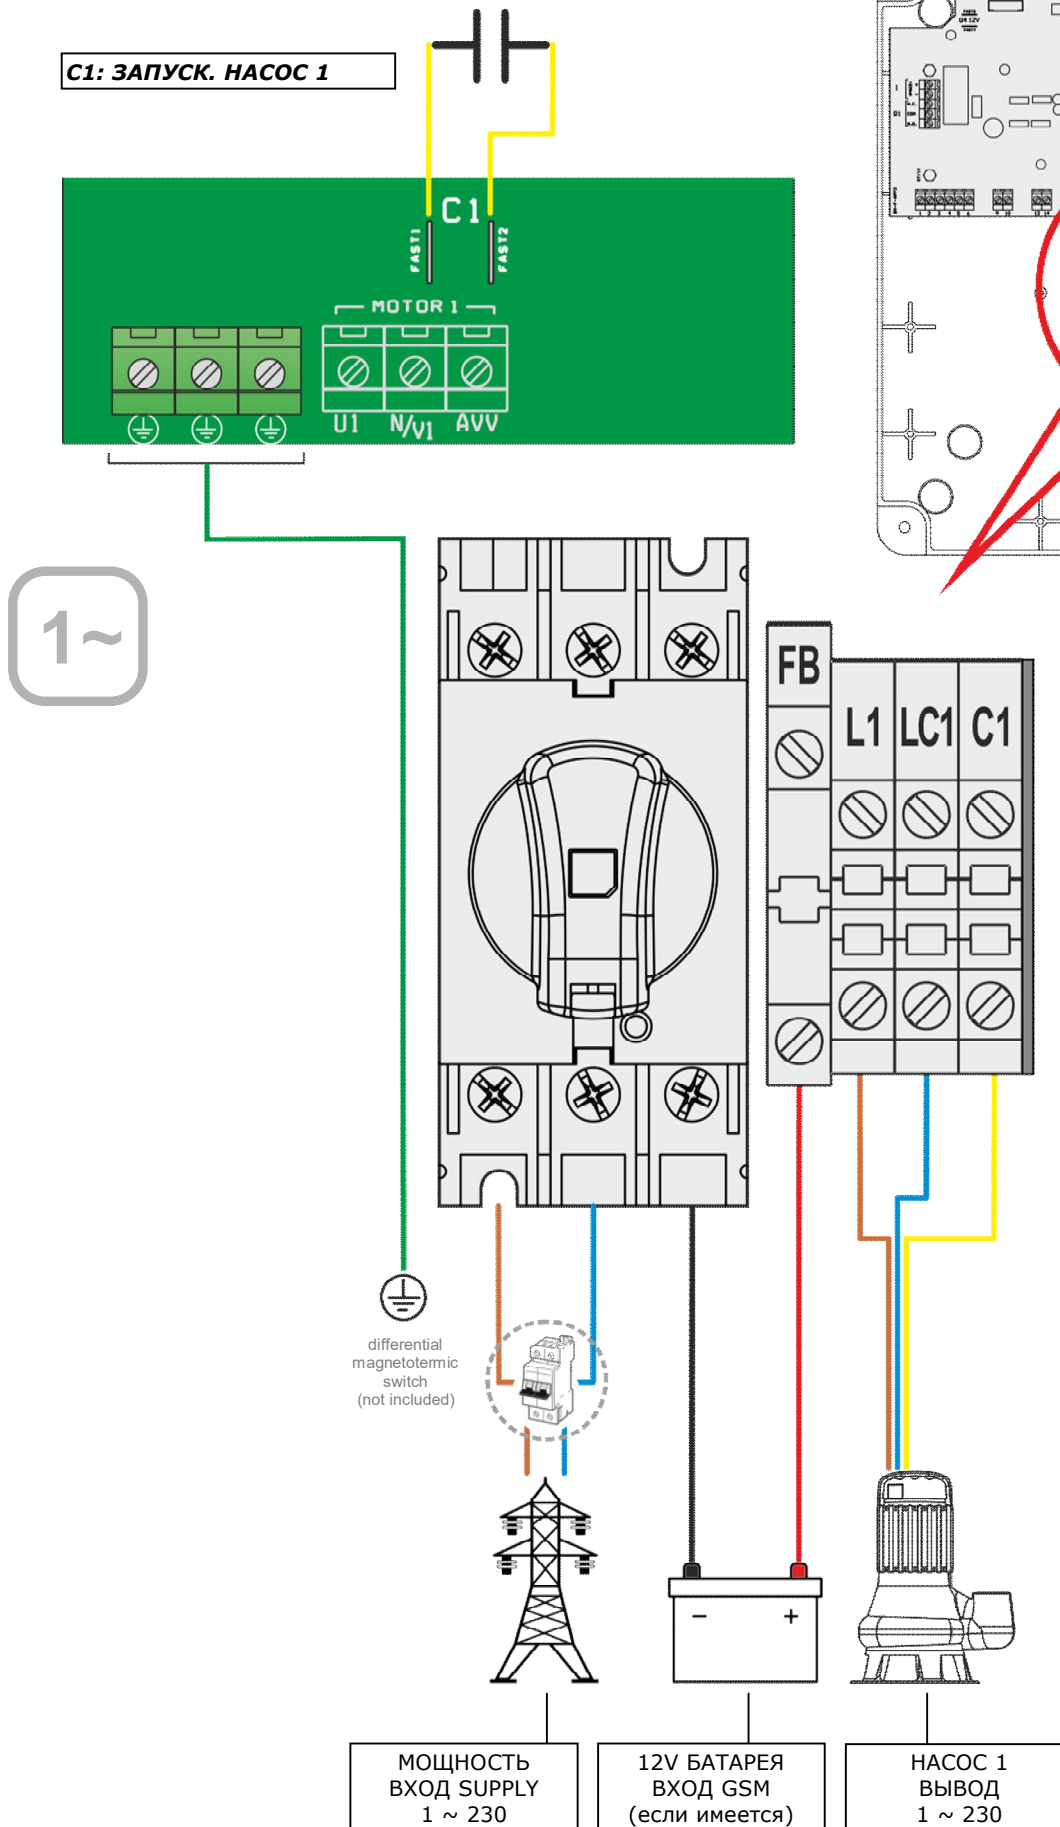 C1: ЗАПУСК. НАСОС 1
C1
FAST1
FAST2
MOTOR 1
U1
N/V1
AVV
1~
FB
L1
LC1
C1
differential
magnetotermic
switch
(not included)
-
+
МОЩНОСТЬ
ВХОД SUPPLY
1 ~ 230
12V БАТАРЕЯ
ВХОД GSM
(если имеется)
НАСОС 1
ВЫВОД
1 ~ 230